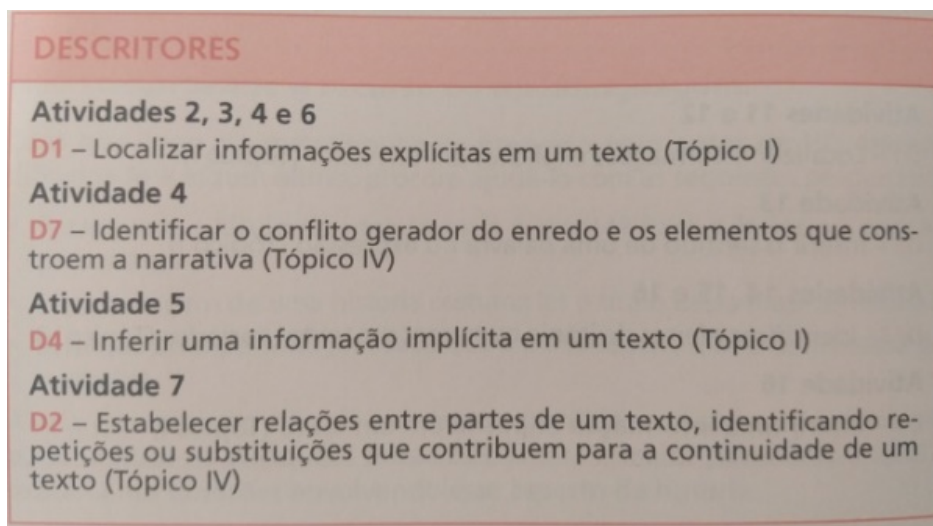 DESCRITORES
Atividades 2, 3, 4 e 6
D1 – Localizar informações explícitas em um texto (Tópico I)
Atividade 4
D7 – Identificar o conflito gerador do enredo e os elementos que cons-
troem a narrativa (Tópico IV)
Atividade 5
D4 – Inferir uma informação implícita em um texto (Tópico I)
Atividade 7
D2 – Estabelecer relações entre partes de um texto, identificando re-
petições ou substituições que contribuem para a continuidade de um
texto (Tópico IV)